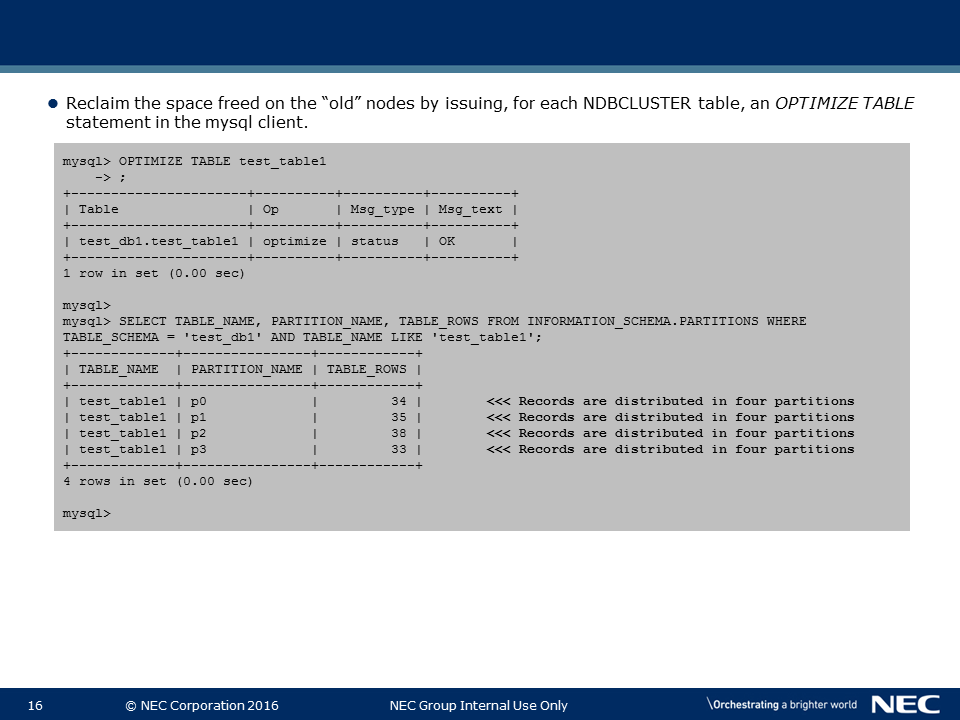 ● Reclaim the space freed on the “old” nodes by issuing, for each NDBCLUSTER table, an OPTIMIZE TABLE
statement in the mysql client.
mysql> OPTIMIZE TABLE test_table1
    -> ;
+----------------------+----------+----------+----------+
| Table                | Op       | Msg_type | Msg_text |
+----------------------+----------+----------+----------+
| test_db1.test_table1 | optimize | status   | OK       |
+----------------------+----------+----------+----------+
1 row in set (0.00 sec)
mysql>
mysql> SELECT TABLE_NAME, PARTITION_NAME, TABLE_ROWS FROM INFORMATION_SCHEMA.PARTITIONS WHERE
TABLE_SCHEMA = 'test_db1' AND TABLE_NAME LIKE 'test_table1';
+-------------+----------------+------------+
| TABLE_NAME  | PARTITION_NAME | TABLE_ROWS |
+-------------+----------------+------------+
| test_table1 | p0             |         34 |        <<< Records are distributed in four partitions
| test_table1 | p1             |         35 |        <<< Records are distributed in four partitions
| test_table1 | p2             |         38 |        <<< Records are distributed in four partitions
| test_table1 | p3             |         33 |        <<< Records are distributed in four partitions
+-------------+----------------+------------+
4 rows in set (0.00 sec)
mysql>
16 © NEC Corporation 2016 NEC Group Internal Use Only \Orchestrating a brighter world NEC